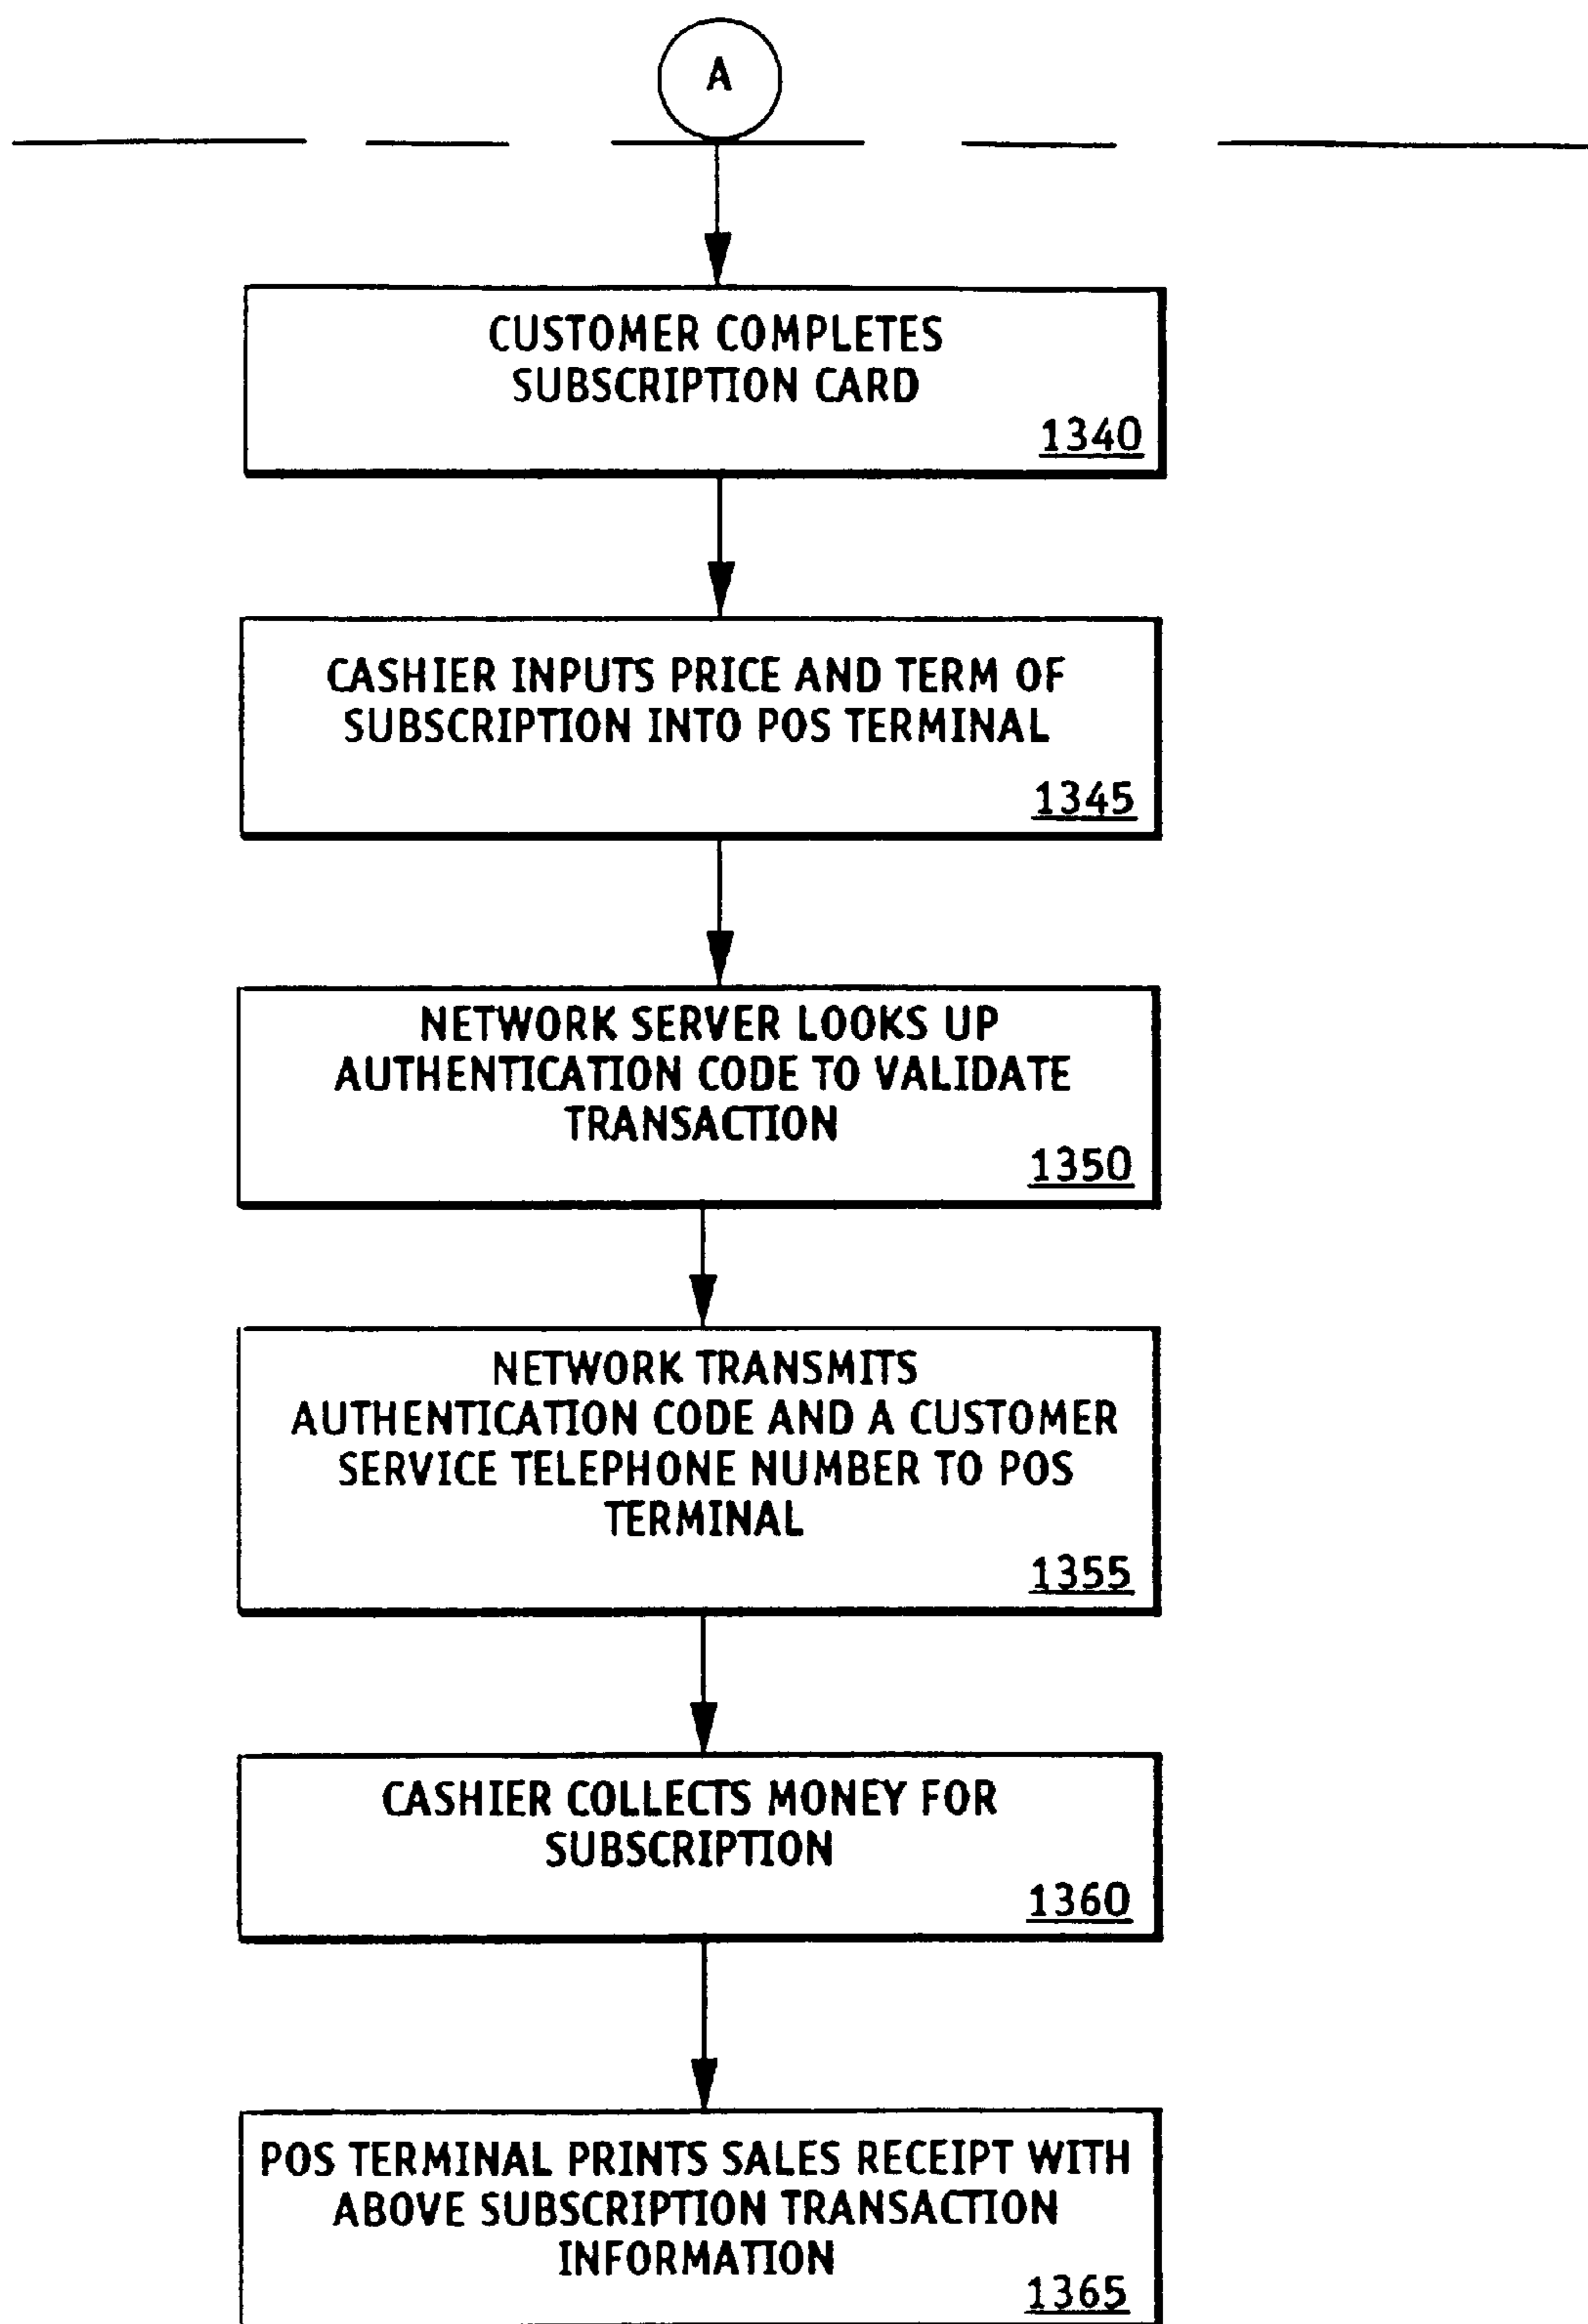 A
CUSTOMER COMPLETES
SUBSCRIPTION CARD
1340
CASHIER INPUTS PRICE AND TERM OF
SUBSCRIPTION INTO POS TERMINAL
1345
NETWORK SERVER LOOKS UP
AUTHENTICATION CODE TO VALIDATE
TRANSACTION
1350
NETWORK TRANSMITS
AUTHENTICATION CODE AND A CUSTOMER
SERVICE TELEPHONE NUMBER TO POS
TERMINAL
1355
CASHIER COLLECTS MONEY FOR
SUBSCRIPTION
1360
POS TERMINAL PRINTS SALES RECEIPT WITH
ABOVE SUBSCRIPTION TRANSACTION
INFORMATION
1365